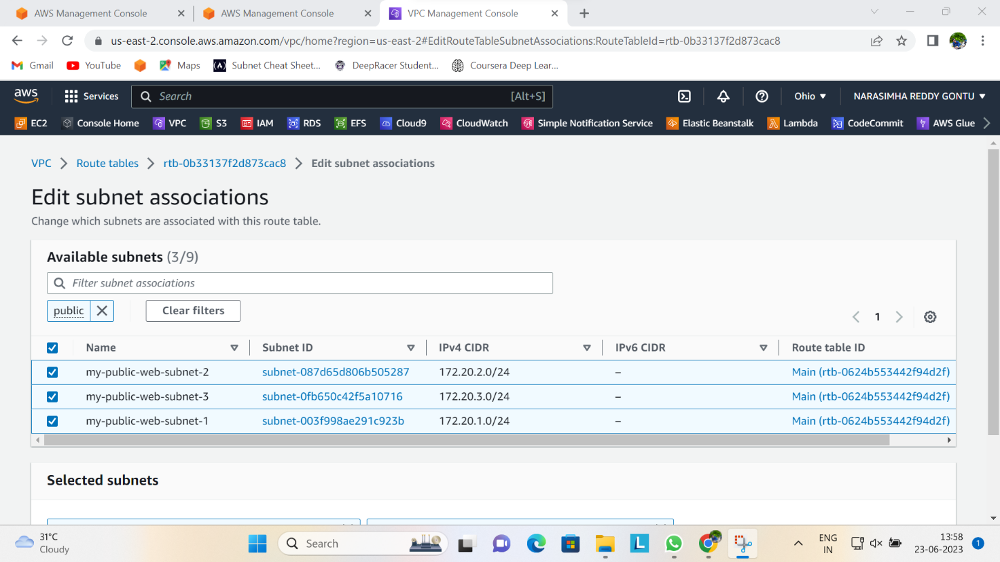 AWS Management Console
AWS Management Console
VPC Management Console
us-east-2.console.aws.amazon.com/vpc/home?region=us-east-2#EditRouteTableSubnetAssociations:RouteTableId=rtb-0b33137f2d873cac8
Gmail YouTube Maps Subnet Cheat Sheet... DeepRacer Student... Coursera Deep Lear...
aws Services Search [Alt+S] Ohio NARASIMHA REDDY GONTU
EC2 Console Home VPC S3 IAM RDS EFS Cloud9 CloudWatch Simple Notification Service Elastic Beanstalk Lambda CodeCommit AWS Glue
VPC Route tables rtb-0b33137f2d873cac8 Edit subnet associations
Edit subnet associations
Change which subnets are associated with this route table.
Available subnets (3/9)
Filter subnet associations
public Clear filters
1
Name Subnet ID IPv4 CIDR IPv6 CIDR Route table ID
my-public-web-subnet-2 subnet-087d65d806b505287 172.20.2.0/24 – Main (rtb-0624b553442f94d2f)
my-public-web-subnet-3 subnet-0fb650c42f5a10716 172.20.3.0/24 – Main (rtb-0624b553442f94d2f)
my-public-web-subnet-1 subnet-003f998ae291c923b 172.20.1.0/24 – Main (rtb-0624b553442f94d2f)
Selected subnets
31°C
Cloudy
Search
L
ENG
IN
13:58
23-06-2023
1